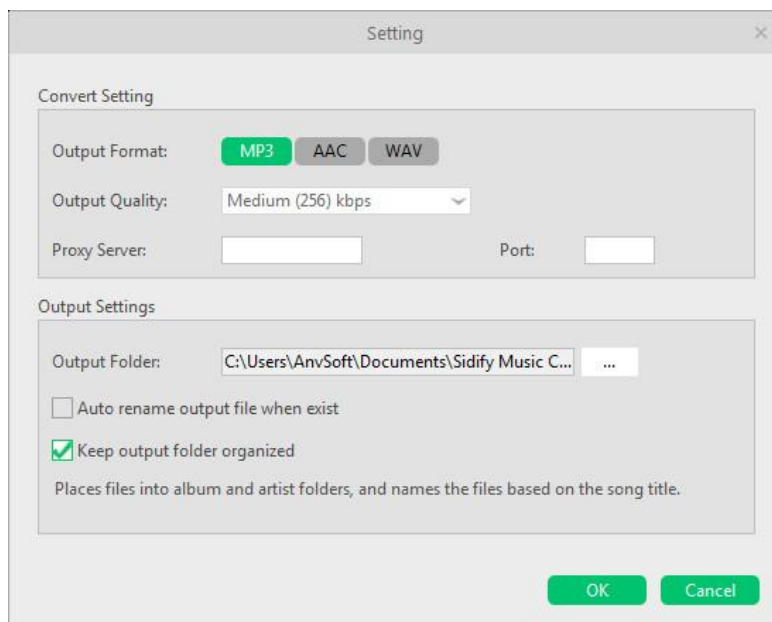 Setting
Convert Setting
Output Format: MP3 AAC WAV
Output Quality: Medium (256) kbps
Proxy Server: Port:
Output Settings
Output Folder: C:\Users\AnvSoft\Documents\Sidify Music C... ...
Auto rename output file when exist
Keep output folder organized
Places files into album and artist folders, and names the files based on the song title.
OK Cancel